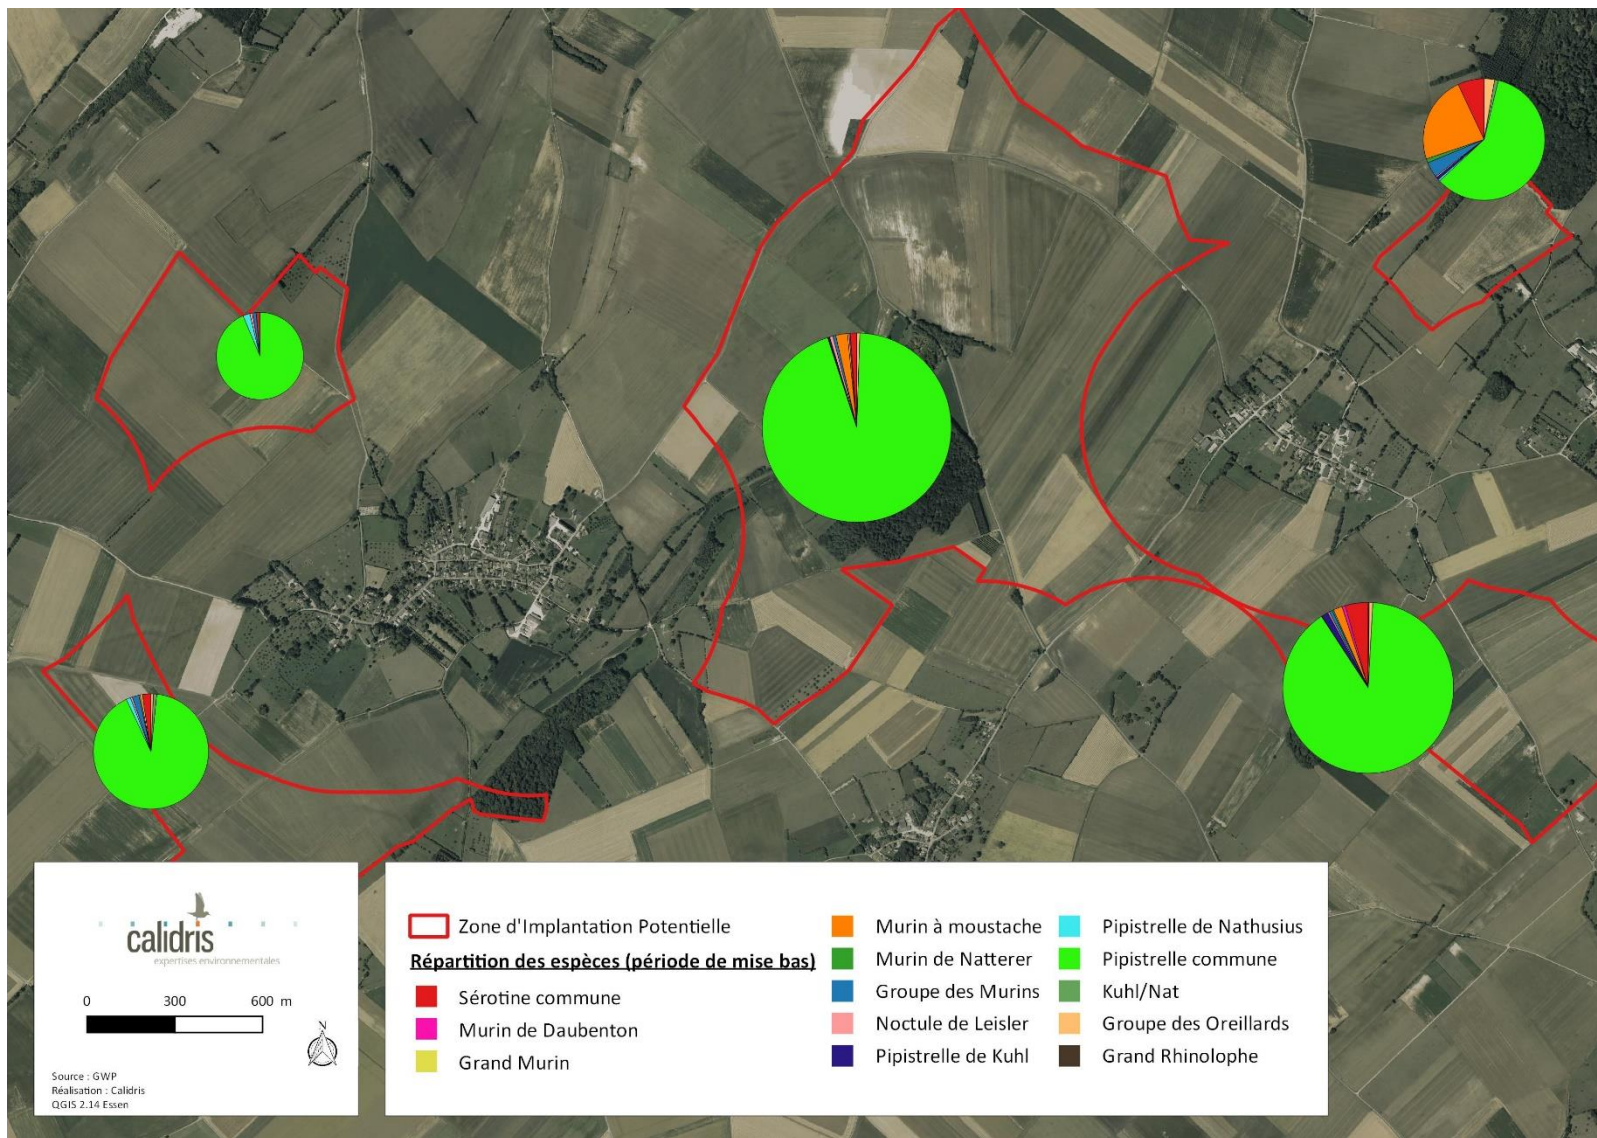 calidris
expertises environnementales
0 300 600 m
N
Source : GWP
Réalisation : Calidris
QGIS 2.14 Essen
Zone d'Implantation Potentielle
Répartition des espèces (période de mise bas)
Sérotine commune
Murin de Daubenton
Grand Murin
Murin à moustache
Murin de Natterer
Groupe des Murins
Noctule de Leisler
Pipistrelle de Kuhl
Pipistrelle de Nathusius
Pipistrelle commune
Kuhl/Nat
Groupe des Oreillards
Grand Rhinolophe